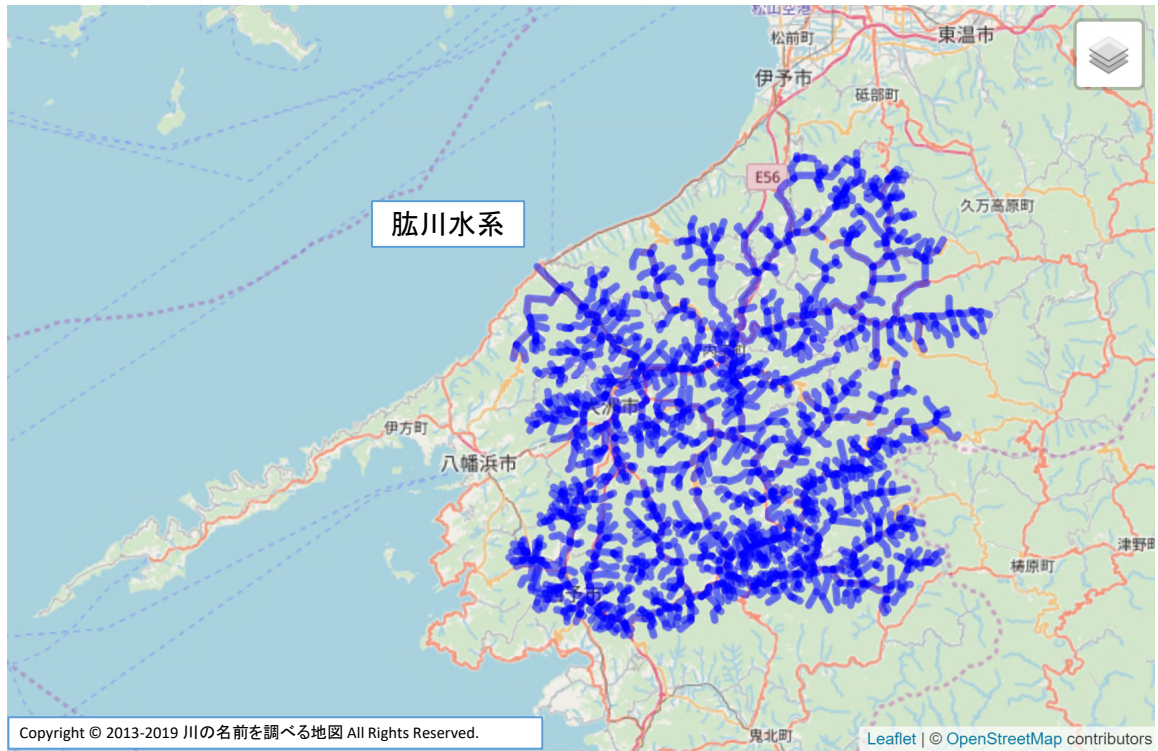 松山空港
東温市
松前町
伊予市
砥部町
E56
久万高原町
肱川水系
内子町
大洲市
伊方町
八幡浜市
津野町
梼原町
西予市
鬼北町
Copyright © 2013-2019 川の名前を調べる地図 All Rights Reserved.
Leaflet | © OpenStreetMap contributors